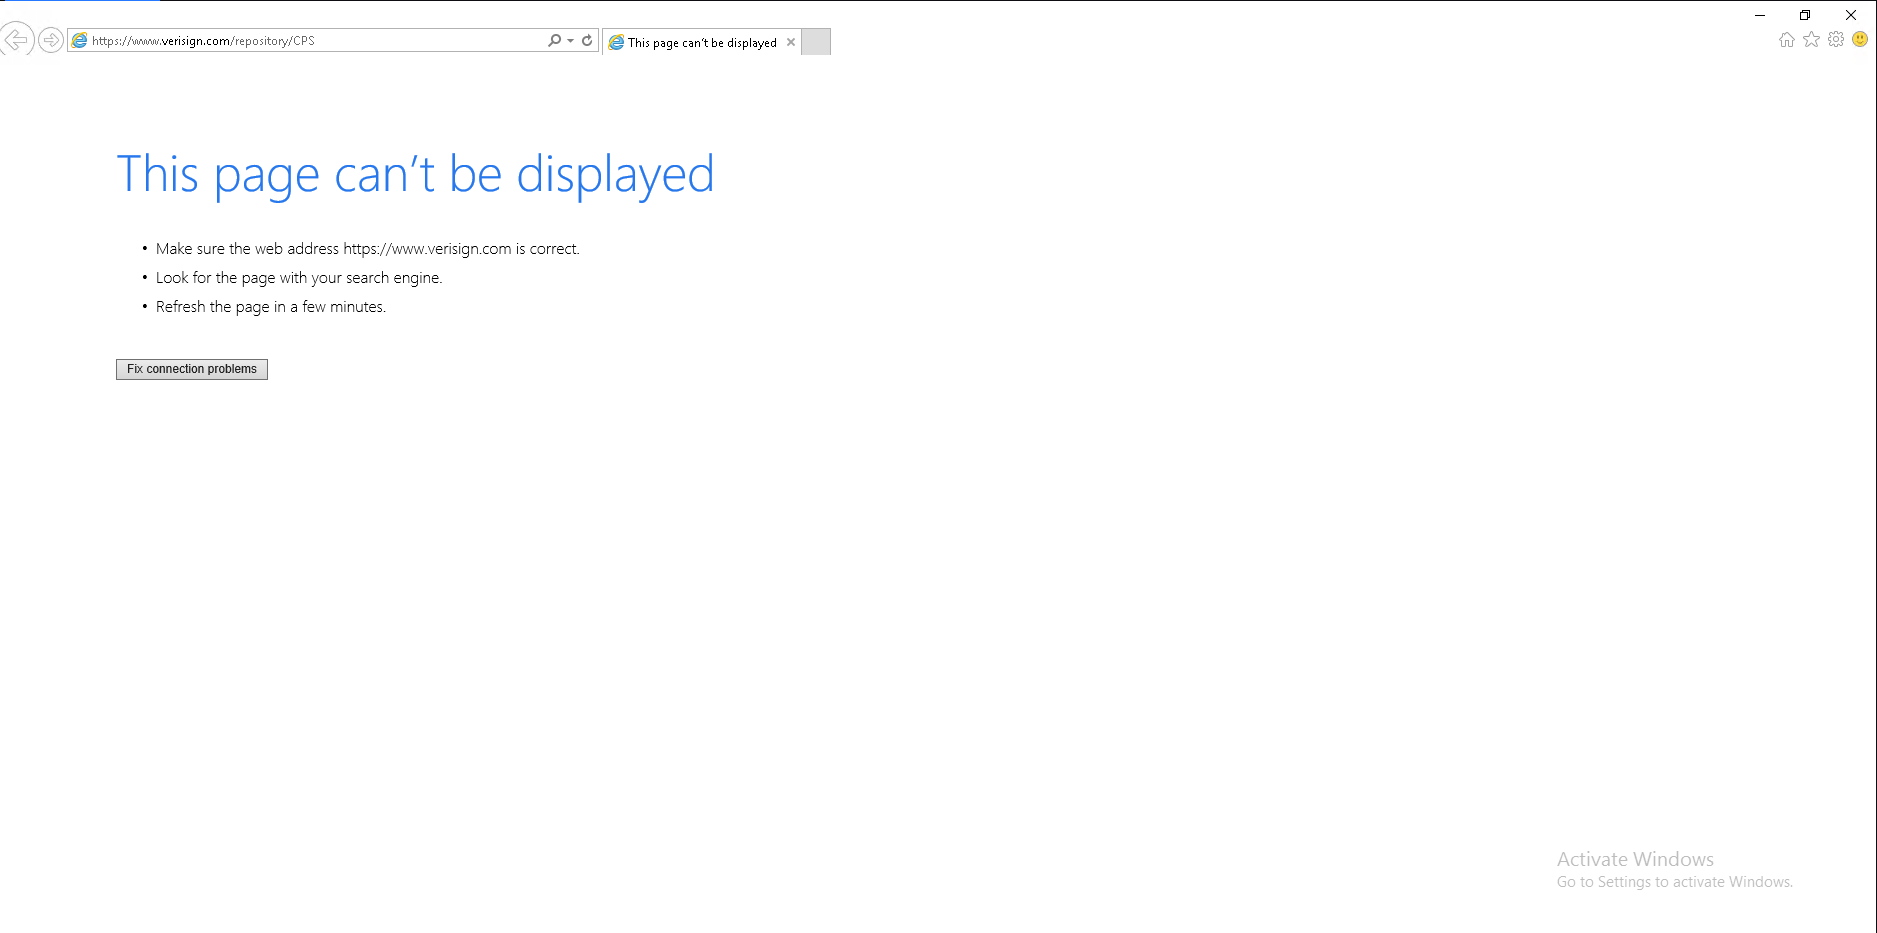 https://www.verisign.com/repository/CPS
This page can't be displayed
This page can't be displayed
• Make sure the web address https://www.verisign.com is correct.
• Look for the page with your search engine.
• Refresh the page in a few minutes.
Fix connection problems
Activate Windows
Go to Settings to activate Windows.